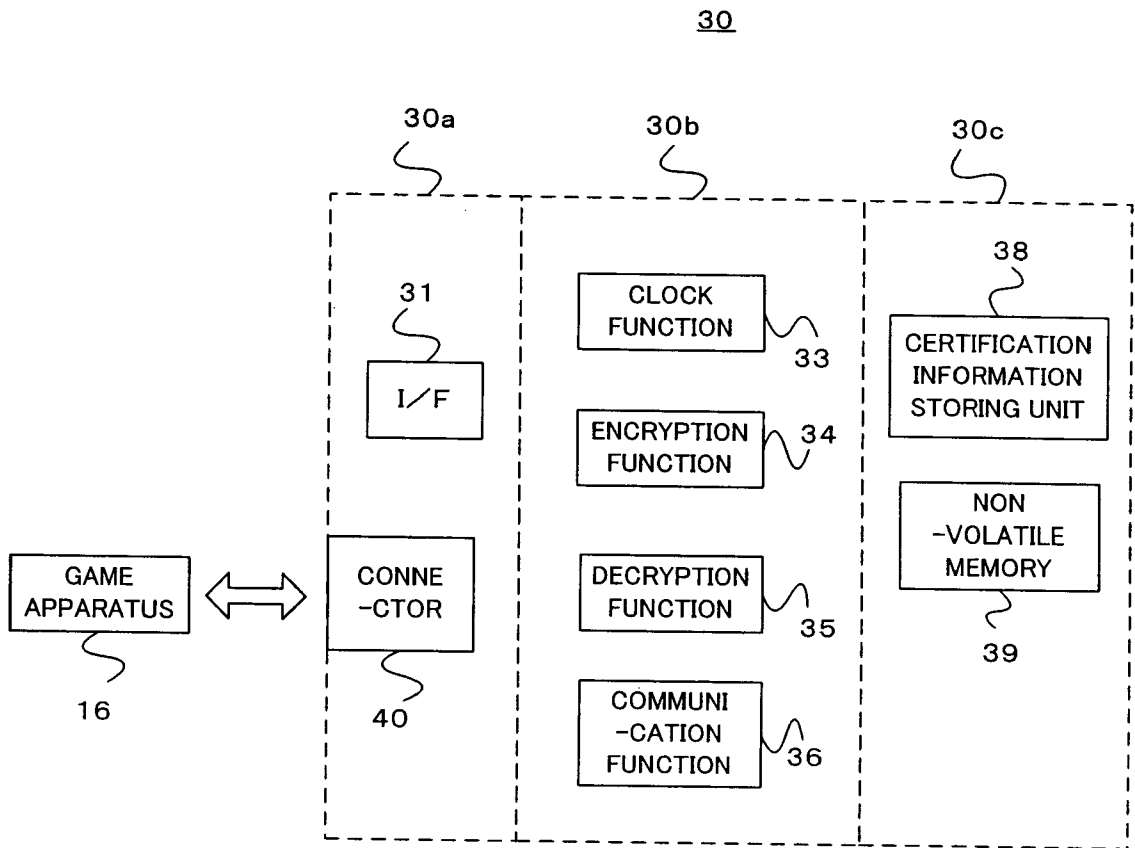 30
30a
30b
30c
31
I/F
CONNE
-CTOR
40
GAME
APPARATUS
16
CLOCK
FUNCTION
33
ENCRYPTION
FUNCTION
34
DECRYPTION
FUNCTION
35
COMMUNI
-CATION
FUNCTION
36
38
CERTIFICATION
INFORMATION
STORING UNIT
NON
-VOLATILE
MEMORY
39